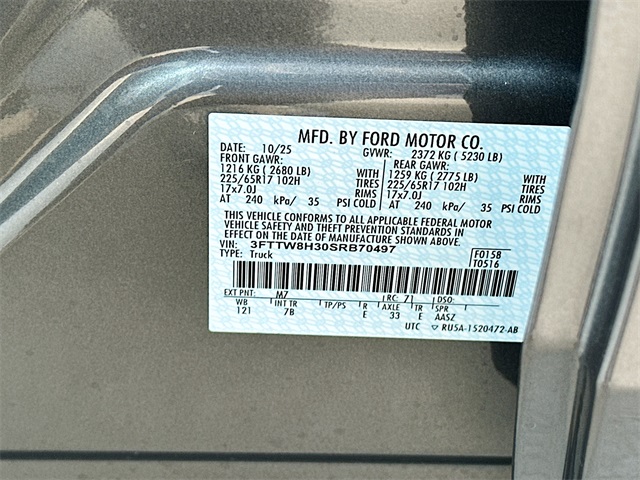 MFD. BY FORD MOTOR CO.
DATE: 10/25 GVWR: 2372 KG ( 5230 LB)
FRONT GAWR: REAR GAWR:
1216 KG ( 2680 LB) WITH 1259 KG ( 2775 LB) WITH
225/65R17 102H TIRES 225/65R17 102H TIRES
17x7.0J RIMS 17x7.0J RIMS
AT 240 kPa/ 35 PSI COLD AT 240 kPa/ 35 PSI COLD
THIS VEHICLE CONFORMS TO ALL APPLICABLE FEDERAL MOTOR
VEHICLE SAFETY AND THEFT PREVENTION STANDARDS IN
EFFECT ON THE DATE OF MANUFACTURE SHOWN ABOVE.
VIN: 3FTTW8H30SRB70497 F0158
TYPE: Truck T0516
EXT PNT: M7 RC: 71 DSO:
WB INT TR TP/PS R AXLE TR SPR
121 7B E 33 E AASZ
UTC RU5A-1520472-AB